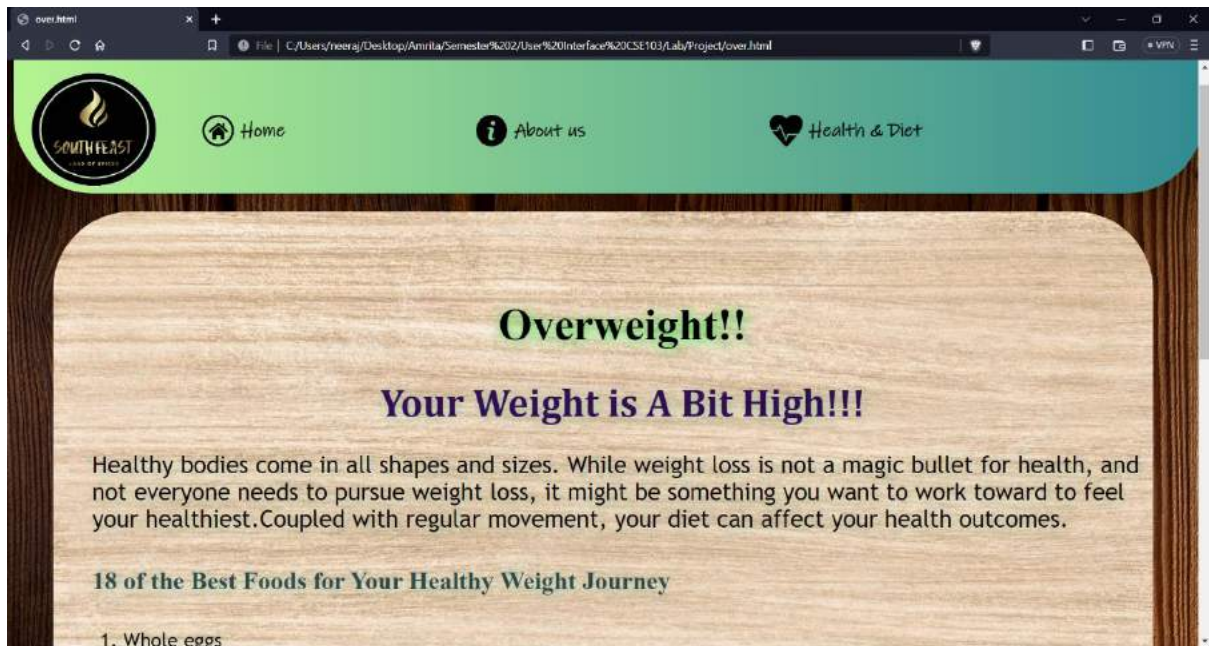 over.html
File | C:/Users/neeraj/Desktop/Amrita/Semester%202/User%20Interface%20CSE103/Lab/Project/over.html
VPN
SOUTHFEAST
LAND OF SPICES
Home
About us
Health & Diet
Overweight!!
Your Weight is A Bit High!!!
Healthy bodies come in all shapes and sizes. While weight loss is not a magic bullet for health, and
not everyone needs to pursue weight loss, it might be something you want to work toward to feel
your healthiest.Coupled with regular movement, your diet can affect your health outcomes.
18 of the Best Foods for Your Healthy Weight Journey
1. Whole eggs